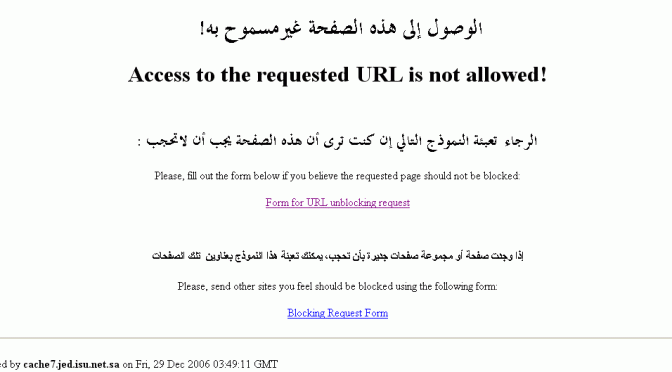 الوصول إلى هذه الصفحة غير مسموح به!
Access to the requested URL is not allowed!
الرجاء تعبئة النموذج التالي إن كنت ترى أن هذه الصفحة يجب أن لاتحجب :
Please, fill out the form below if you believe the requested page should not be blocked:
Form for URL unblocking request
إذا وجدت صفحة أو مجموعة صفحات جديرة بأن تحجب، يمكنك تعبئة هذا النموذج بعناوين تلك الصفحات
Please, send other sites you feel should be blocked using the following form:
Blocking Request Form
ed by cache7.jed.isu.net.sa on Fri, 29 Dec 2006 03:49:11 GMT